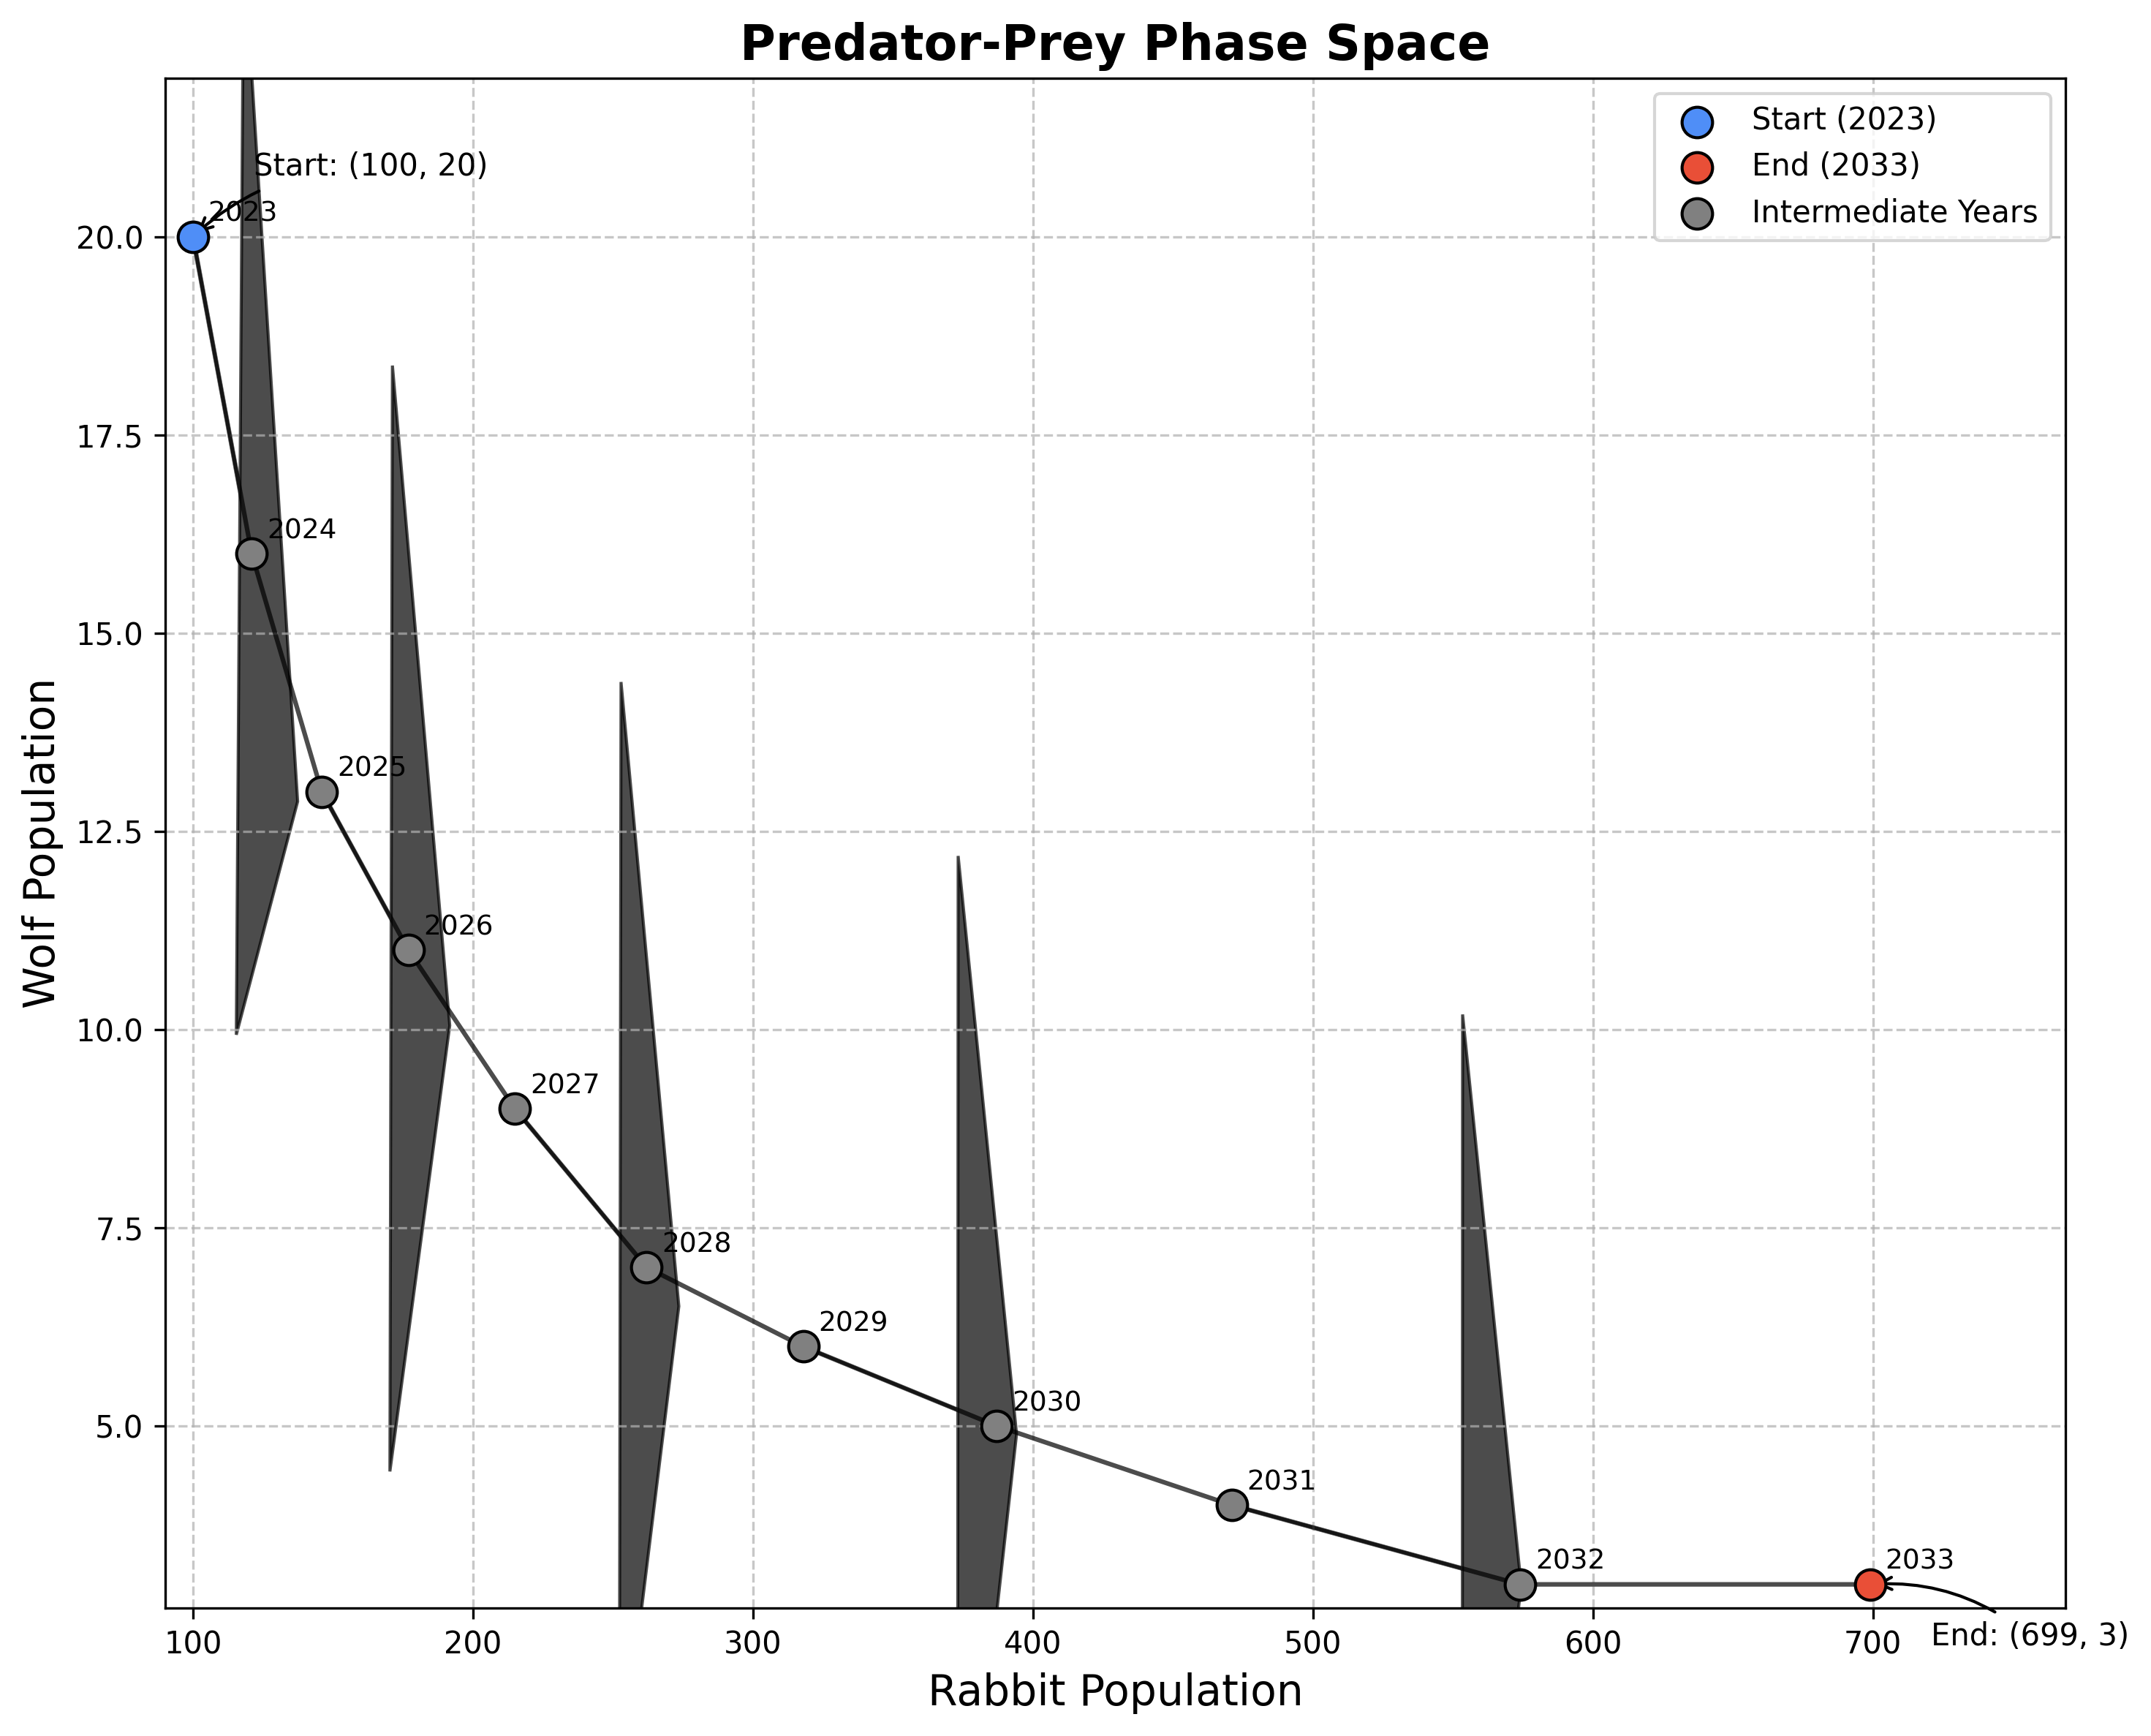 Predator-Prey Phase Space
Start (2023)
End (2033)
Intermediate Years
Start: (100, 20)
2023
2024
2025
2026
2027
2028
2029
2030
2031
2032
2033
End: (699, 3)
20.0
17.5
15.0
12.5
10.0
7.5
5.0
Wolf Population
100 200 300 400 500 600 700
Rabbit Population